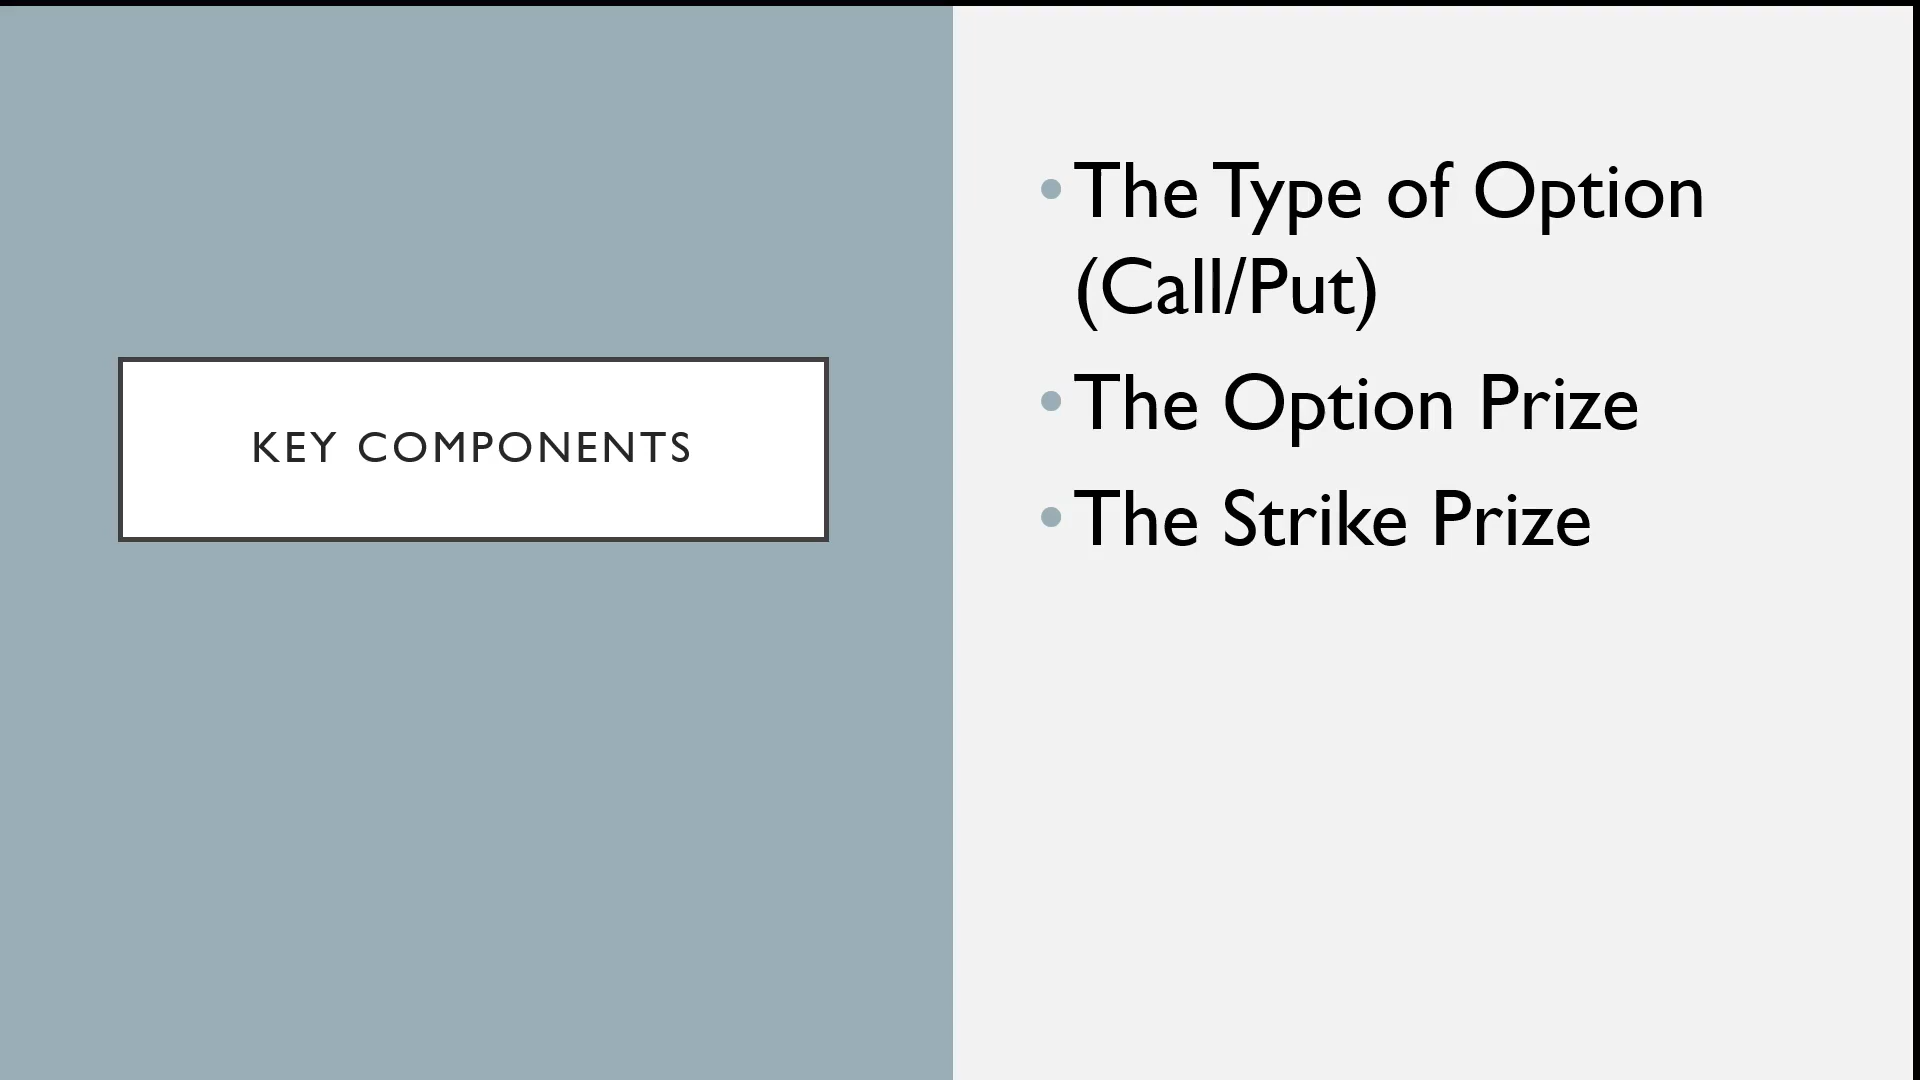 KEY COMPONENTS
• The Type of Option
(Call/Put)
• The Option Prize
• The Strike Prize